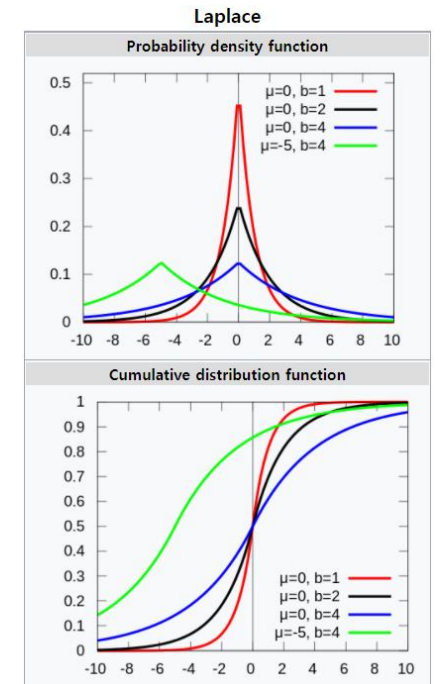 Laplace
Probability density function
0.5
0.4
0.3
0.2
0.1
0
μ=0, b=1
μ=0, b=2
μ=0, b=4
μ=-5, b=4
-10 -8 -6 -4 -2 0 2 4 6 8 10
Cumulative distribution function
1
0.9
0.8
0.7
0.6
0.5
0.4
0.3
0.2
0.1
0
μ=0, b=1
μ=0, b=2
μ=0, b=4
μ=-5, b=4
-10 -8 -6 -4 -2 0 2 4 6 8 10